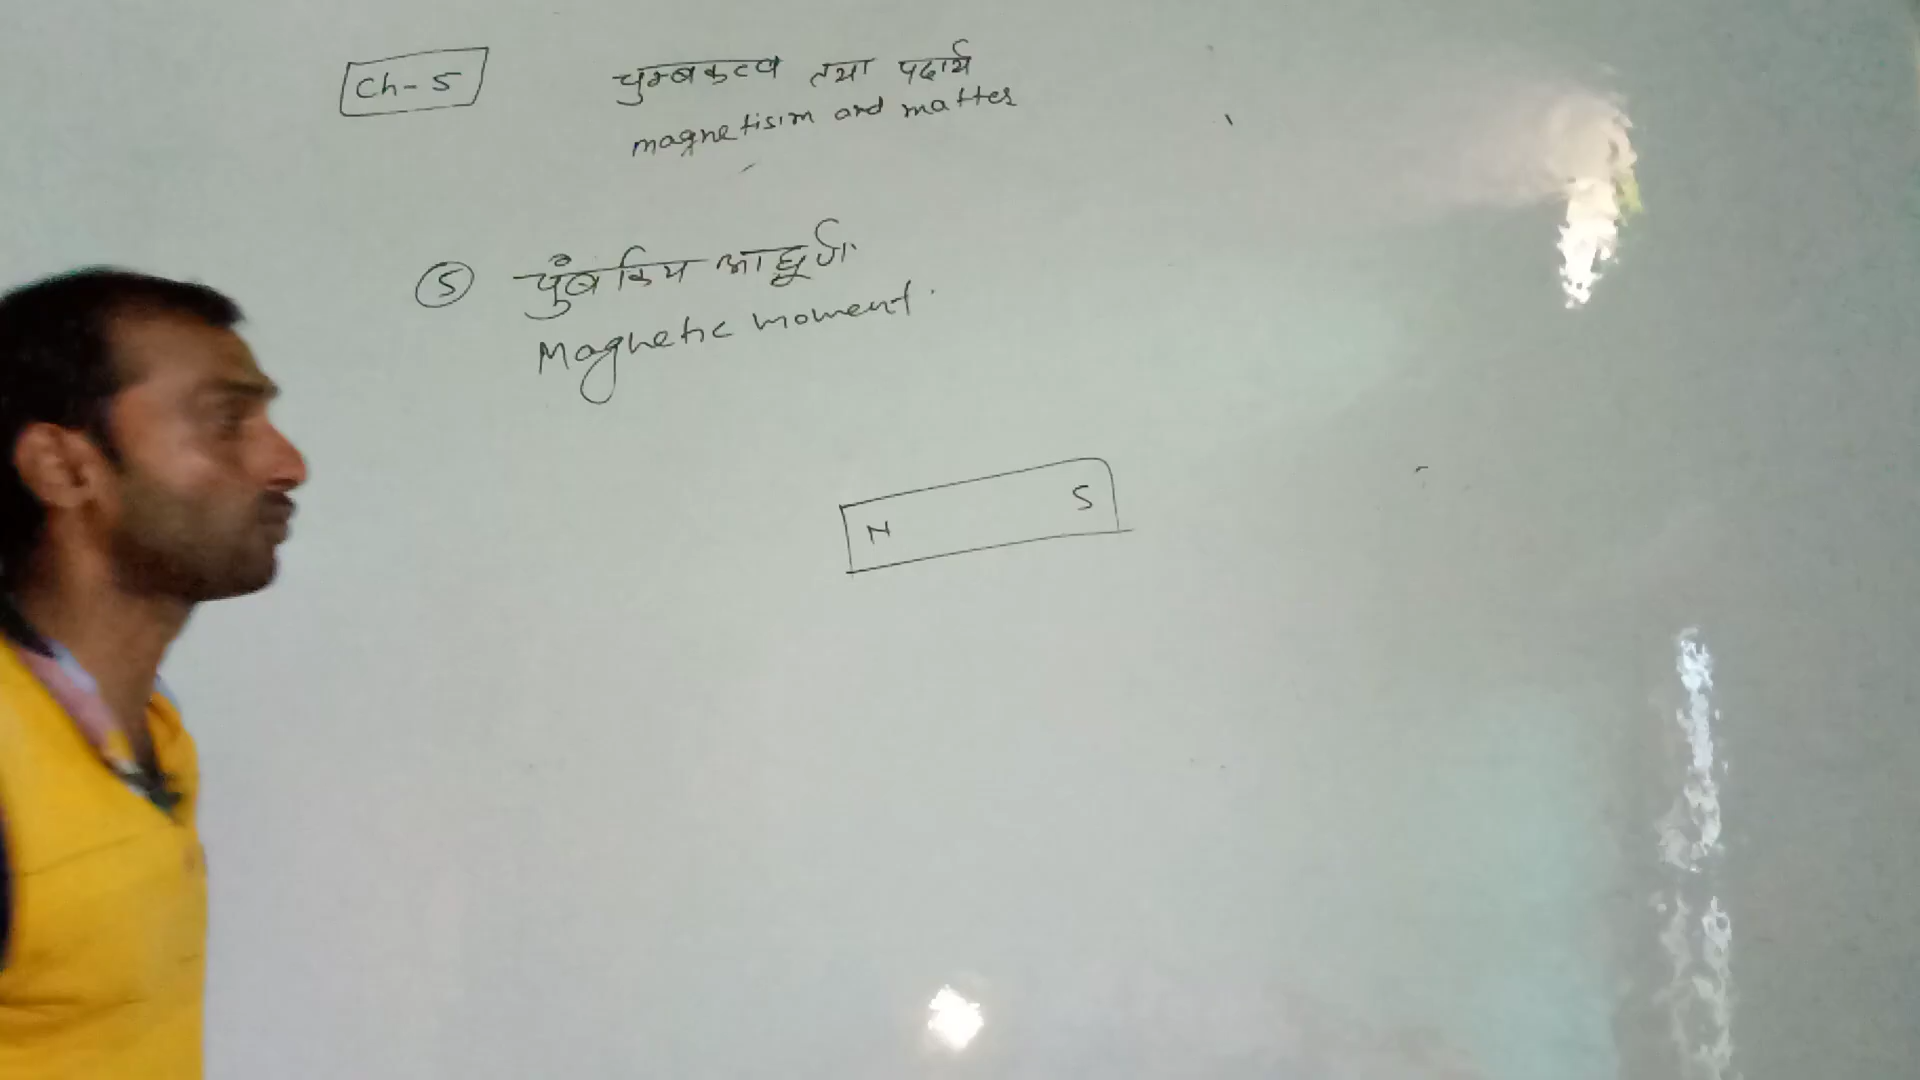 Ch-5
चुम्बकत्व तथा पदार्थ
magnetisim and matter
5 चुंबकिय आघूर्ण
Magnetic moment.
N S